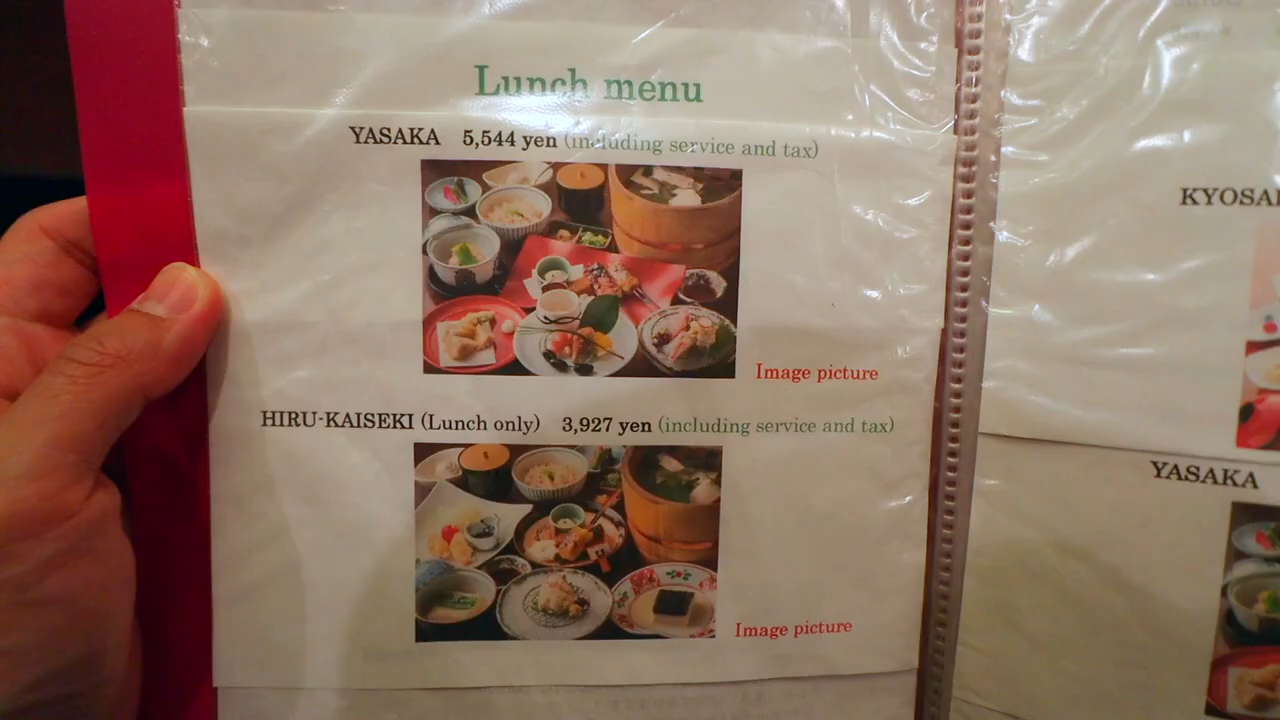 Lunch menu
YASAKA 5,544 yen (including service and tax)
Image picture
HIRU-KAISEKI (Lunch only) 3,927 yen (including service and tax)
Image picture
YASAKA